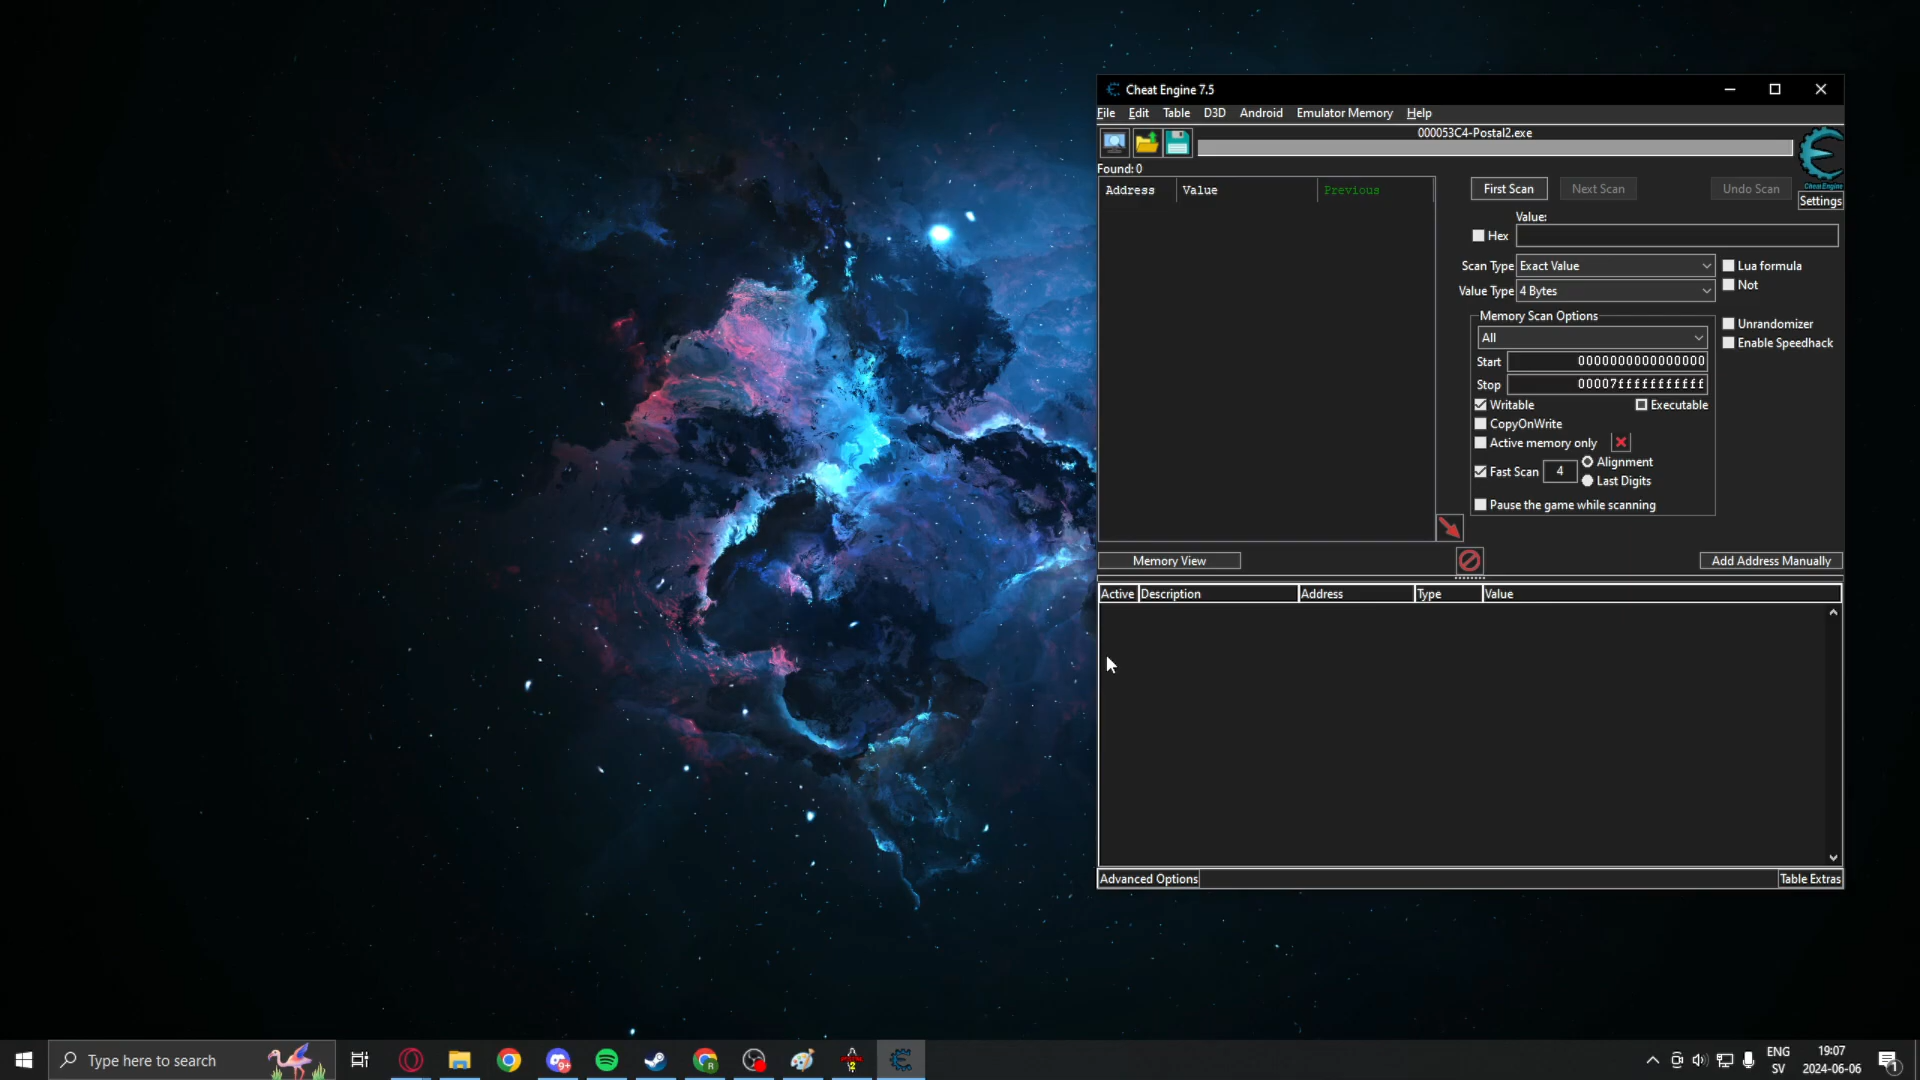 Cheat Engine 7.5
File Edit Table D3D Android Emulator Memory Help
000053C4-Postal2.exe
Found: 0
Cheat Engine
Settings
Address Value Previous
First Scan Next Scan Undo Scan
Value:
Hex
Scan Type Exact Value Lua formula
Not
Value Type 4 Bytes
Memory Scan Options
All
Unrandomizer
Enable Speedhack
Start 0000000000000000
Stop 00007fffffffffff
Writable Executable
CopyOnWrite
Active memory only
Fast Scan 4 Alignment
Last Digits
Pause the game while scanning
Memory View Add Address Manually
Active Description Address Type Value
Advanced Options Table Extras
Type here to search
9+
R
ENG
SV
19:07
2024-06-06
1